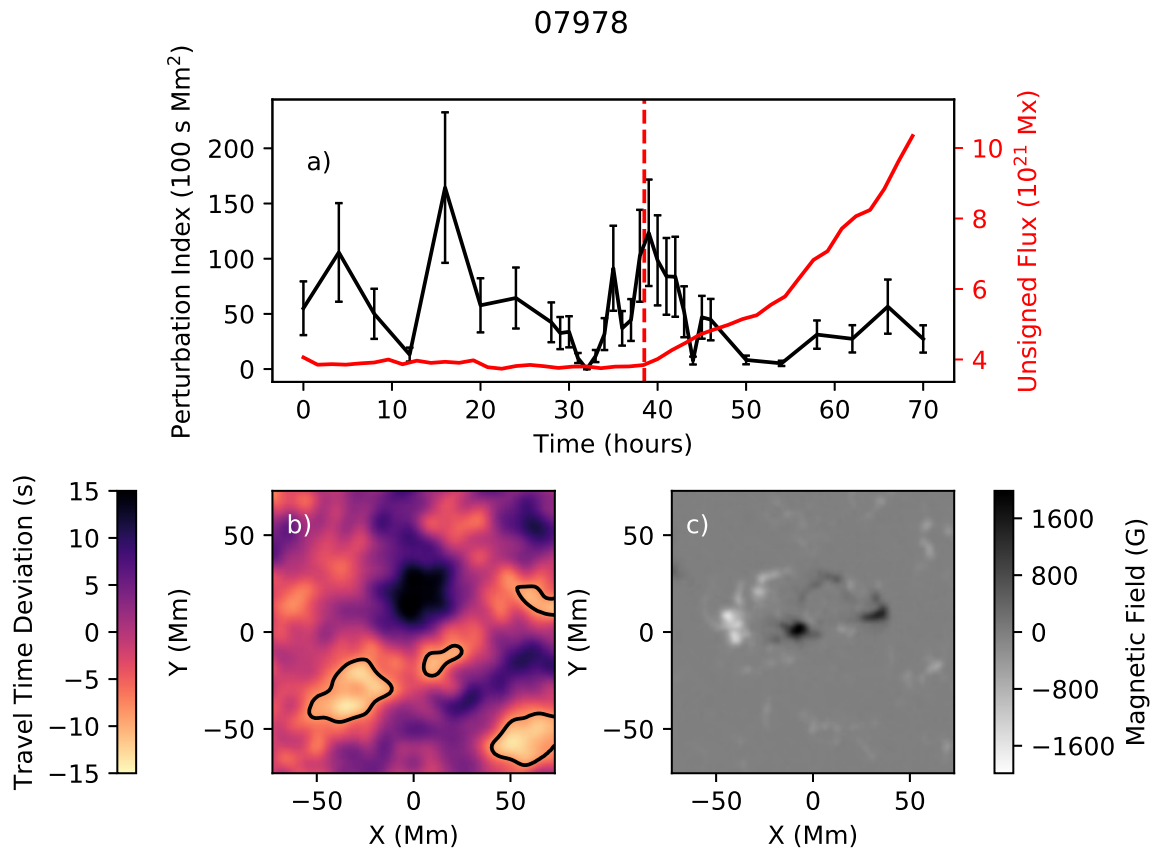 07978
Perturbation Index (100 s Mm²)
200
150
100
50
0
a)
10
8
6
4
Unsigned Flux (10²¹ Mx)
0 10 20 30 40 50 60 70
Time (hours)
Travel Time Deviation (s)
15
10
5
0
−5
−10
−15
Y (Mm)
50
0
−50
b)
−50 0 50
X (Mm)
Y (Mm)
50
0
−50
c)
−50 0 50
X (Mm)
1600
800
0
−800
−1600
Magnetic Field (G)